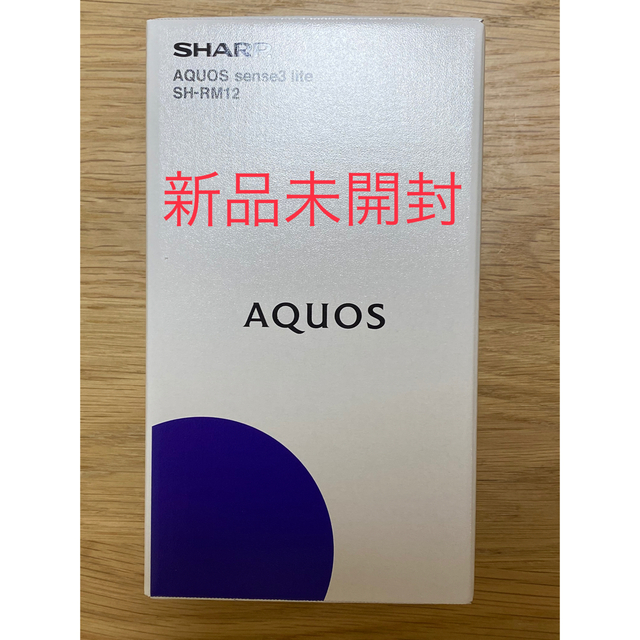 SHARP
AQUOS sense3 lite
SH-RM12
新品未開封
AQUOS